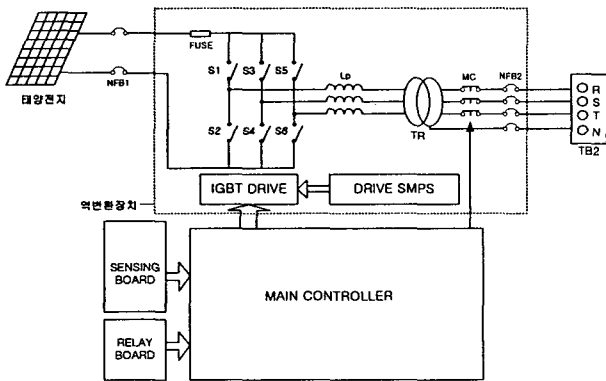 FUSE
S1
S3
S5
Lp
MC
NFB2
R
S
T
N
TB2
NFB1
태양전지
S2
S4
S6
TR
IGBT DRIVE
DRIVE SMPS
역변환장치
SENSING
BOARD
MAIN CONTROLLER
RELAY
BOARD